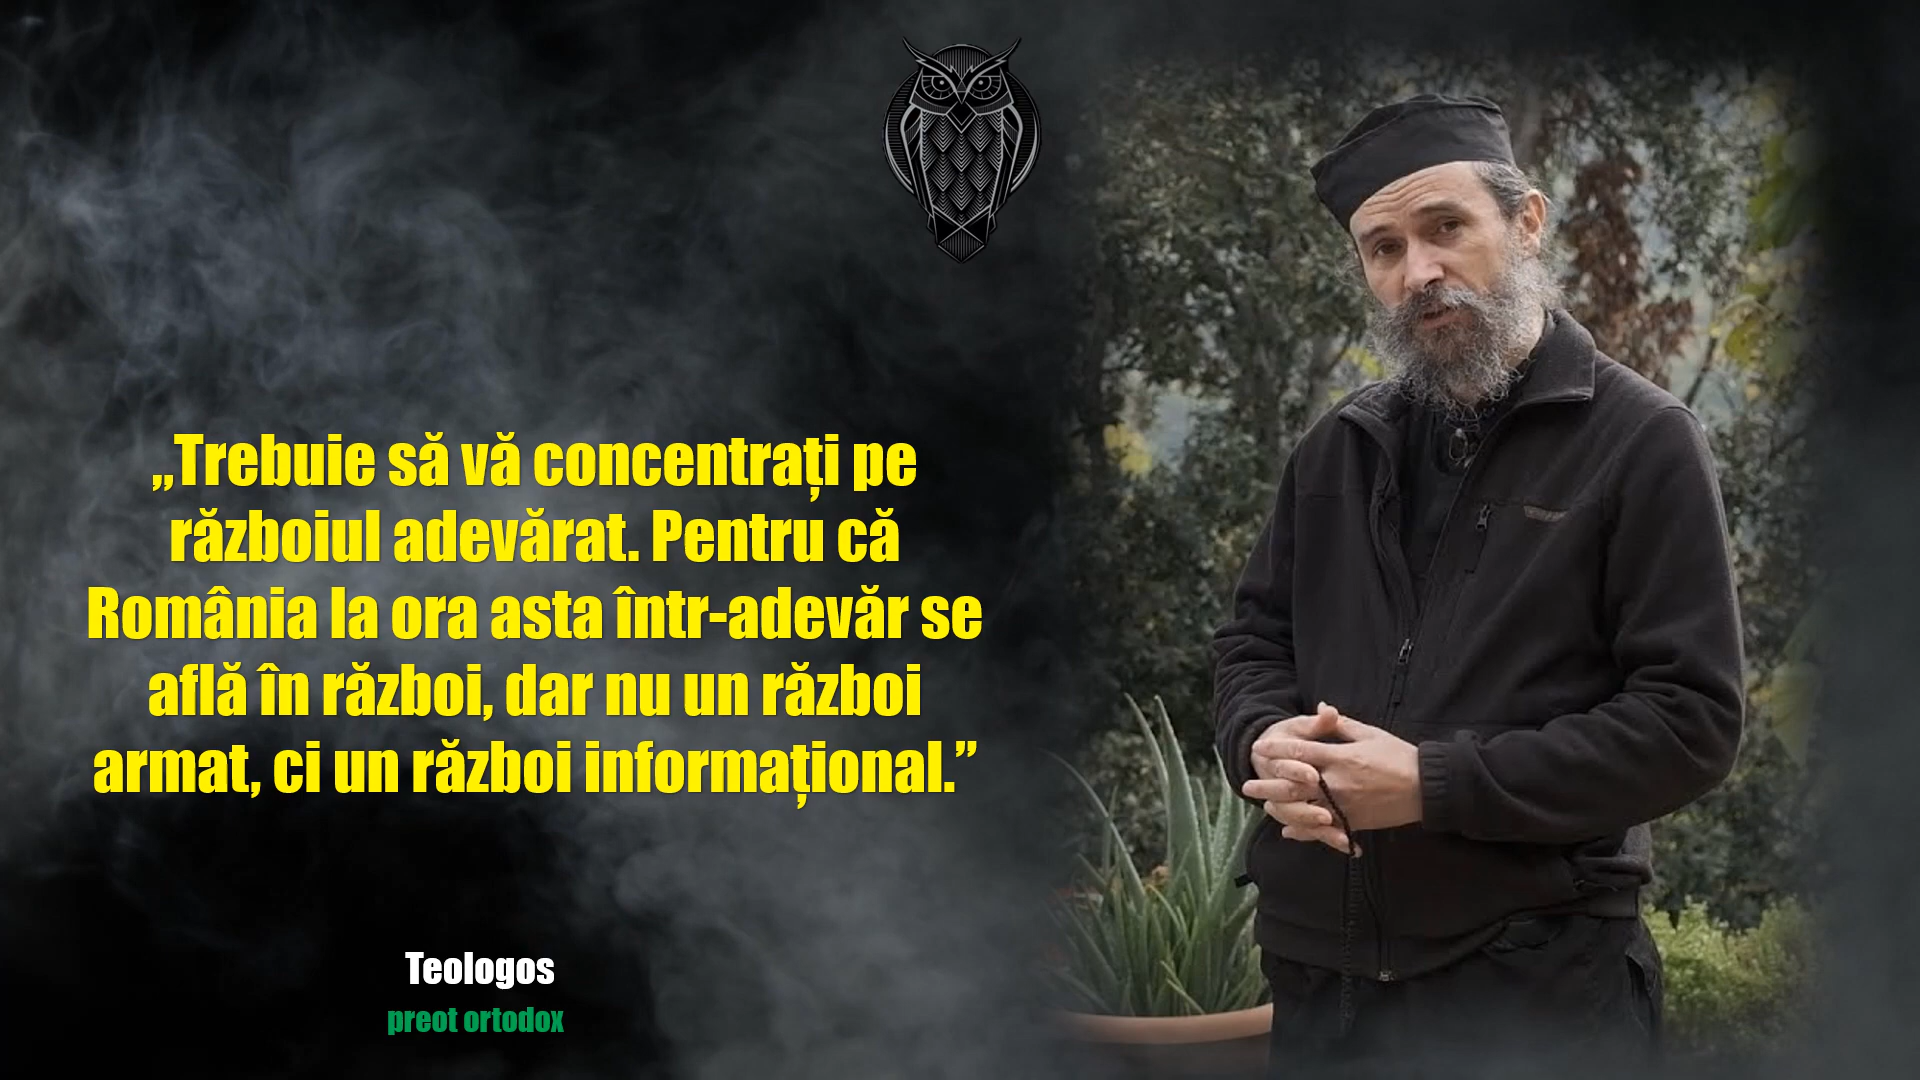 „Trebuie să vă concentrați pe
războiul adevărat. Pentru că
România la ora asta într-adevăr se
află în război, dar nu un război
armat, ci un război informațional.”
Teologos
preot ortodox